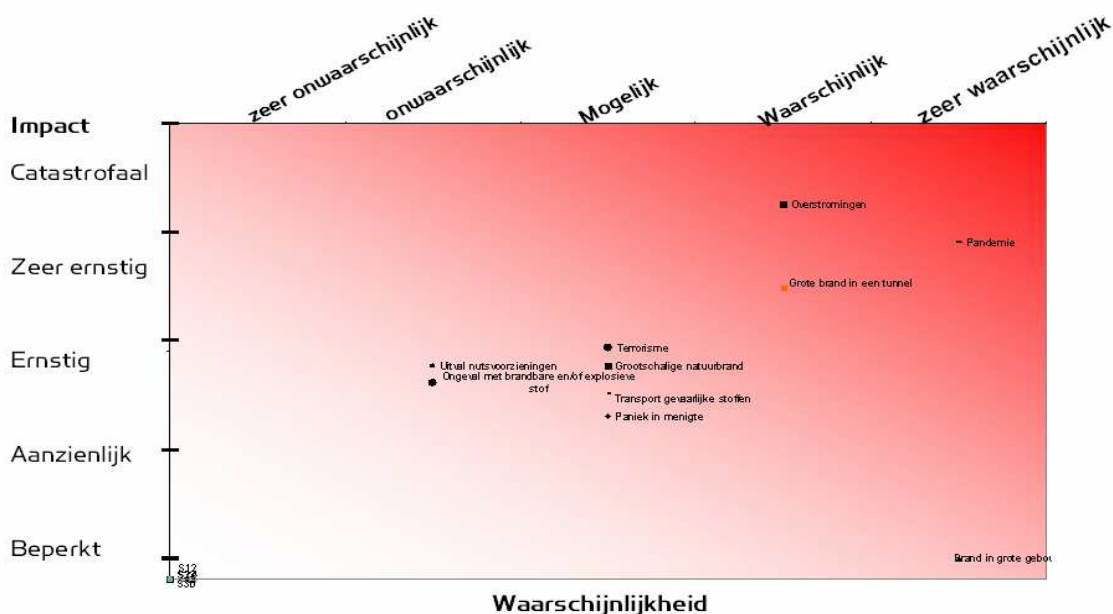 zeer onwaarschijnlijk
onwaarschijnlijk
Mogelijk
Waarschijnlijk
zeer waarschijnlijk
Impact
Catastrofaal
Overstromingen
Pandemie
Zeer ernstig
Grote brand in een tunnel
Terrorisme
Ernstig
Uitval nutsvoorzieningen
Grootschalige natuurbrand
Ongeval met brandbare en/of explosieve
stof
Transport gevaarlijke stoffen
Paniek in menigte
Aanzienlijk
Beperkt
Brand in grote gebou
S12
Waarschijnlijkheid